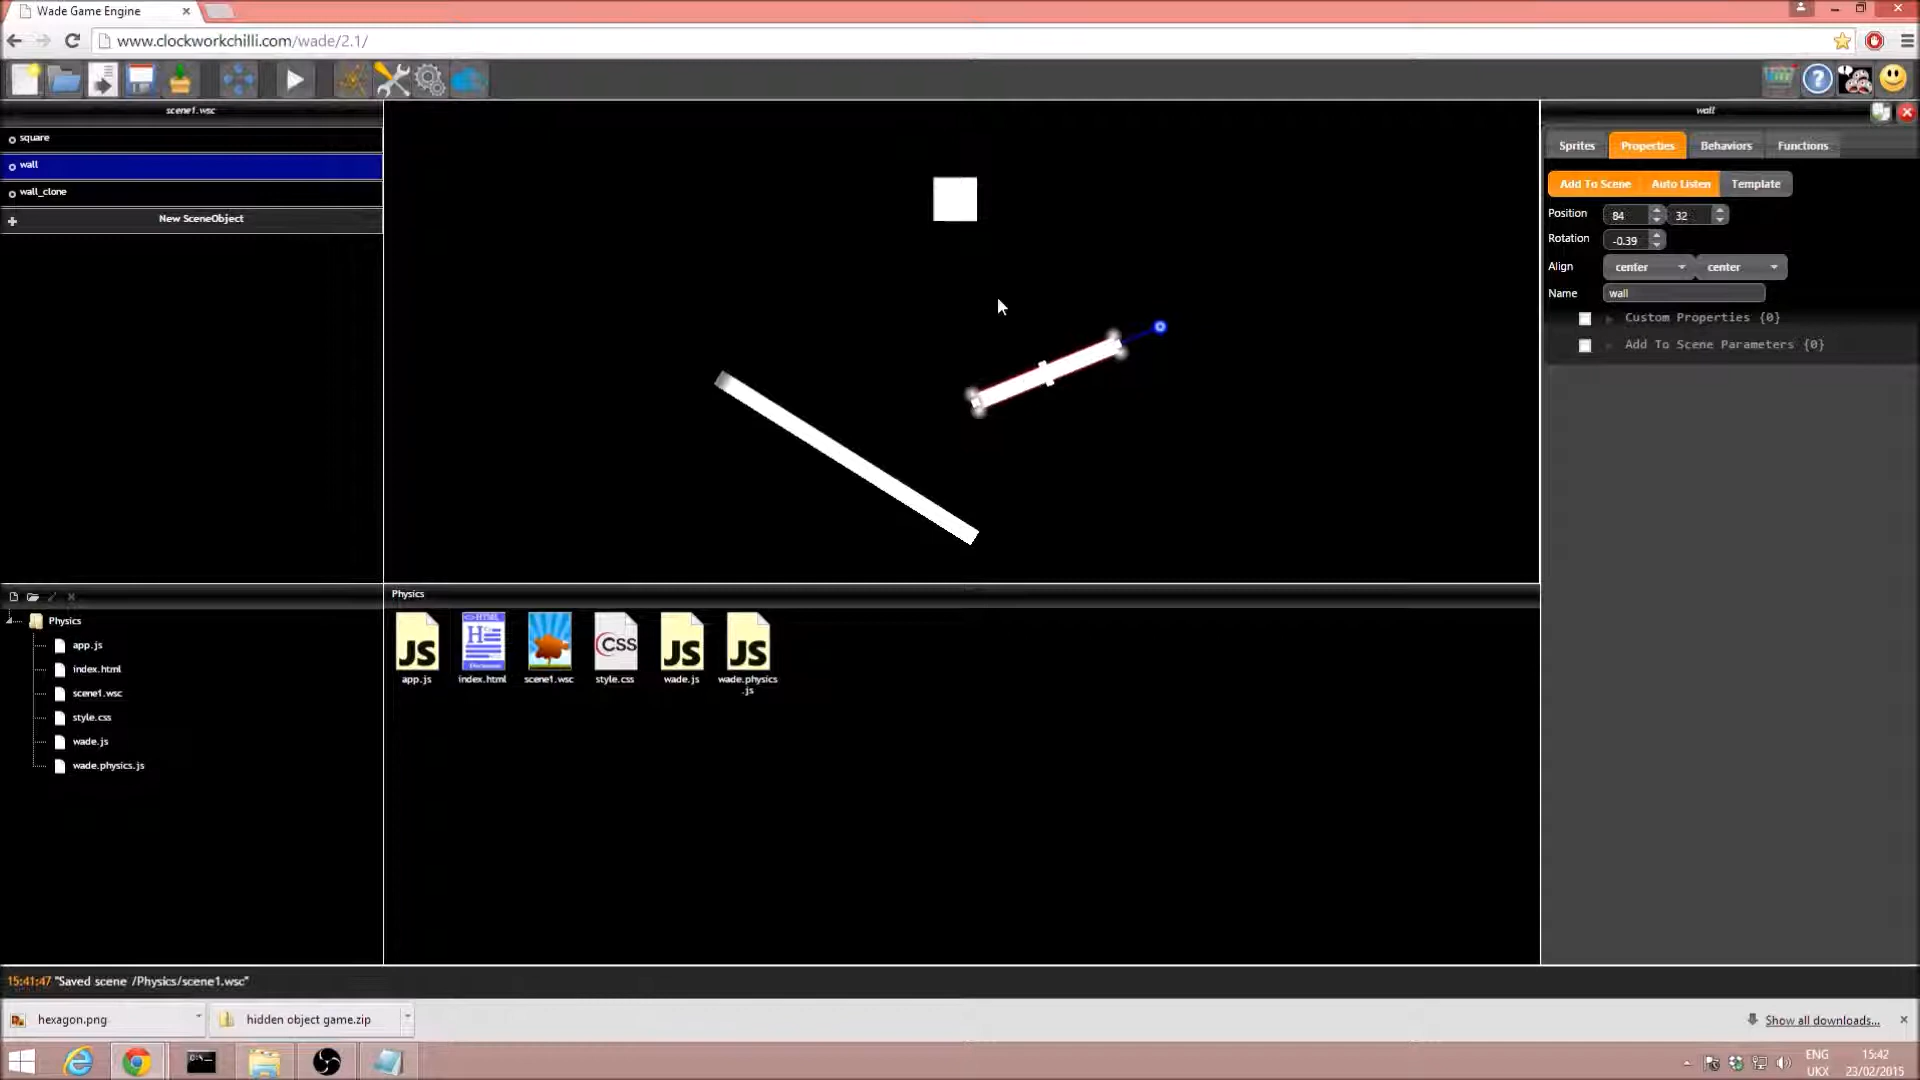 Wade Game Engine
www.clockworkchilli.com/wade/2.1/
scene1.wsc
square
wall
wall_clone
New SceneObject
wall
Sprites Properties Behaviors Functions
Add To Scene Auto Listen Template
Position 84 32
Rotation -0.39
Align center center
Name wall
Custom Properties {0}
Add To Scene Parameters {0}
Physics
app.js
index.html
scene1.wsc
style.css
wade.js
wade.physics.js
Physics
JS
<HTML>
H
CSS
JS
JS
app.js index.html scene1.wsc style.css wade.js wade.physics
.js
15:41:47 "Saved scene /Physics/scene1.wsc"
hexagon.png
hidden object game.zip
Show all downloads...
ENG
UKX
15:42
23/02/2015